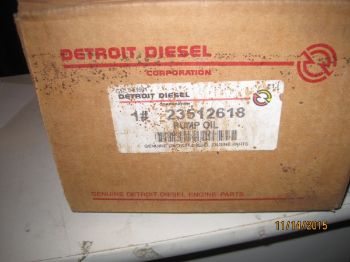 DETROIT DIESEL
CORPORATION
DETROIT DIESEL
1# 23512618
PUMP OIL
GENUINE DETROIT DIESEL ENGINE PARTS
GENUINE DETROIT DIESEL ENGINE PARTS
11/11/2015